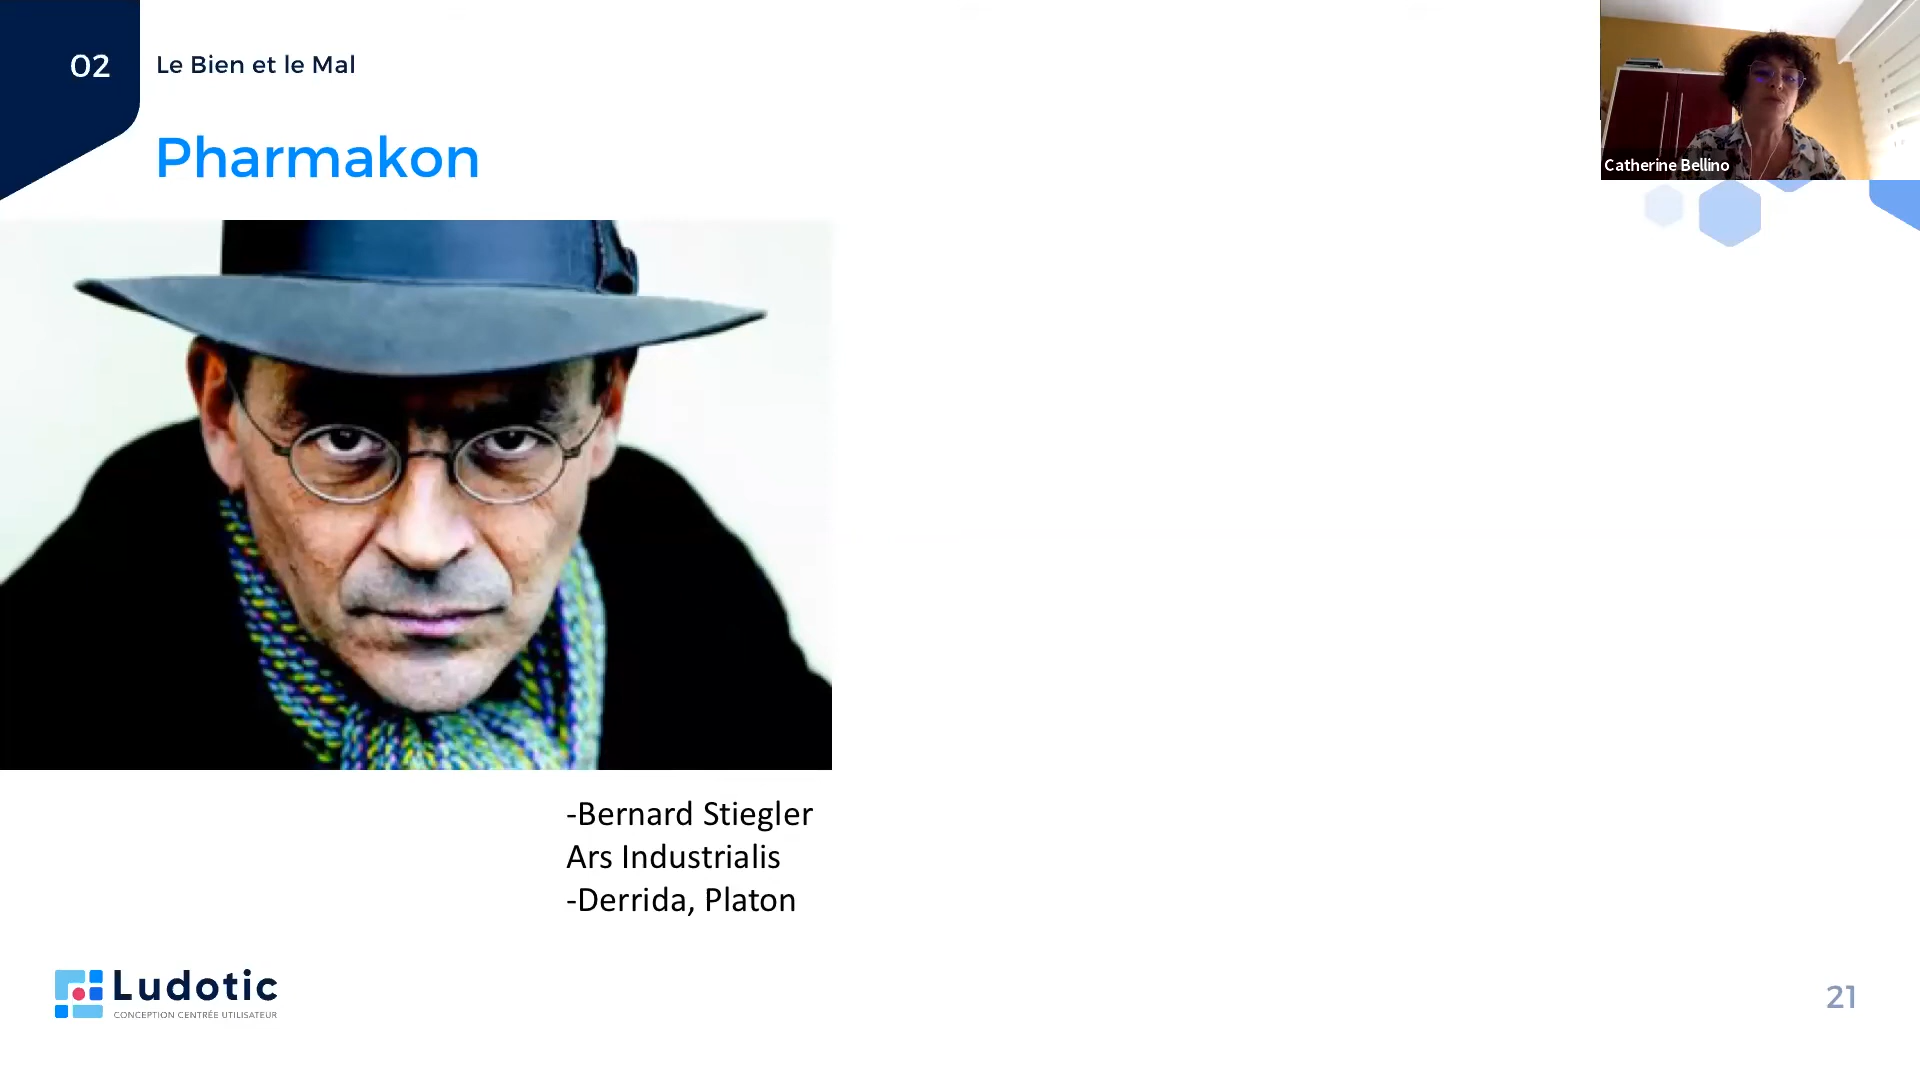 02
Le Bien et le Mal
Pharmakon
Catherine Bellino
-Bernard Stiegler
Ars Industrialis
-Derrida, Platon
Ludotic
CONCEPTION CENTRÉE UTILISATEUR
21